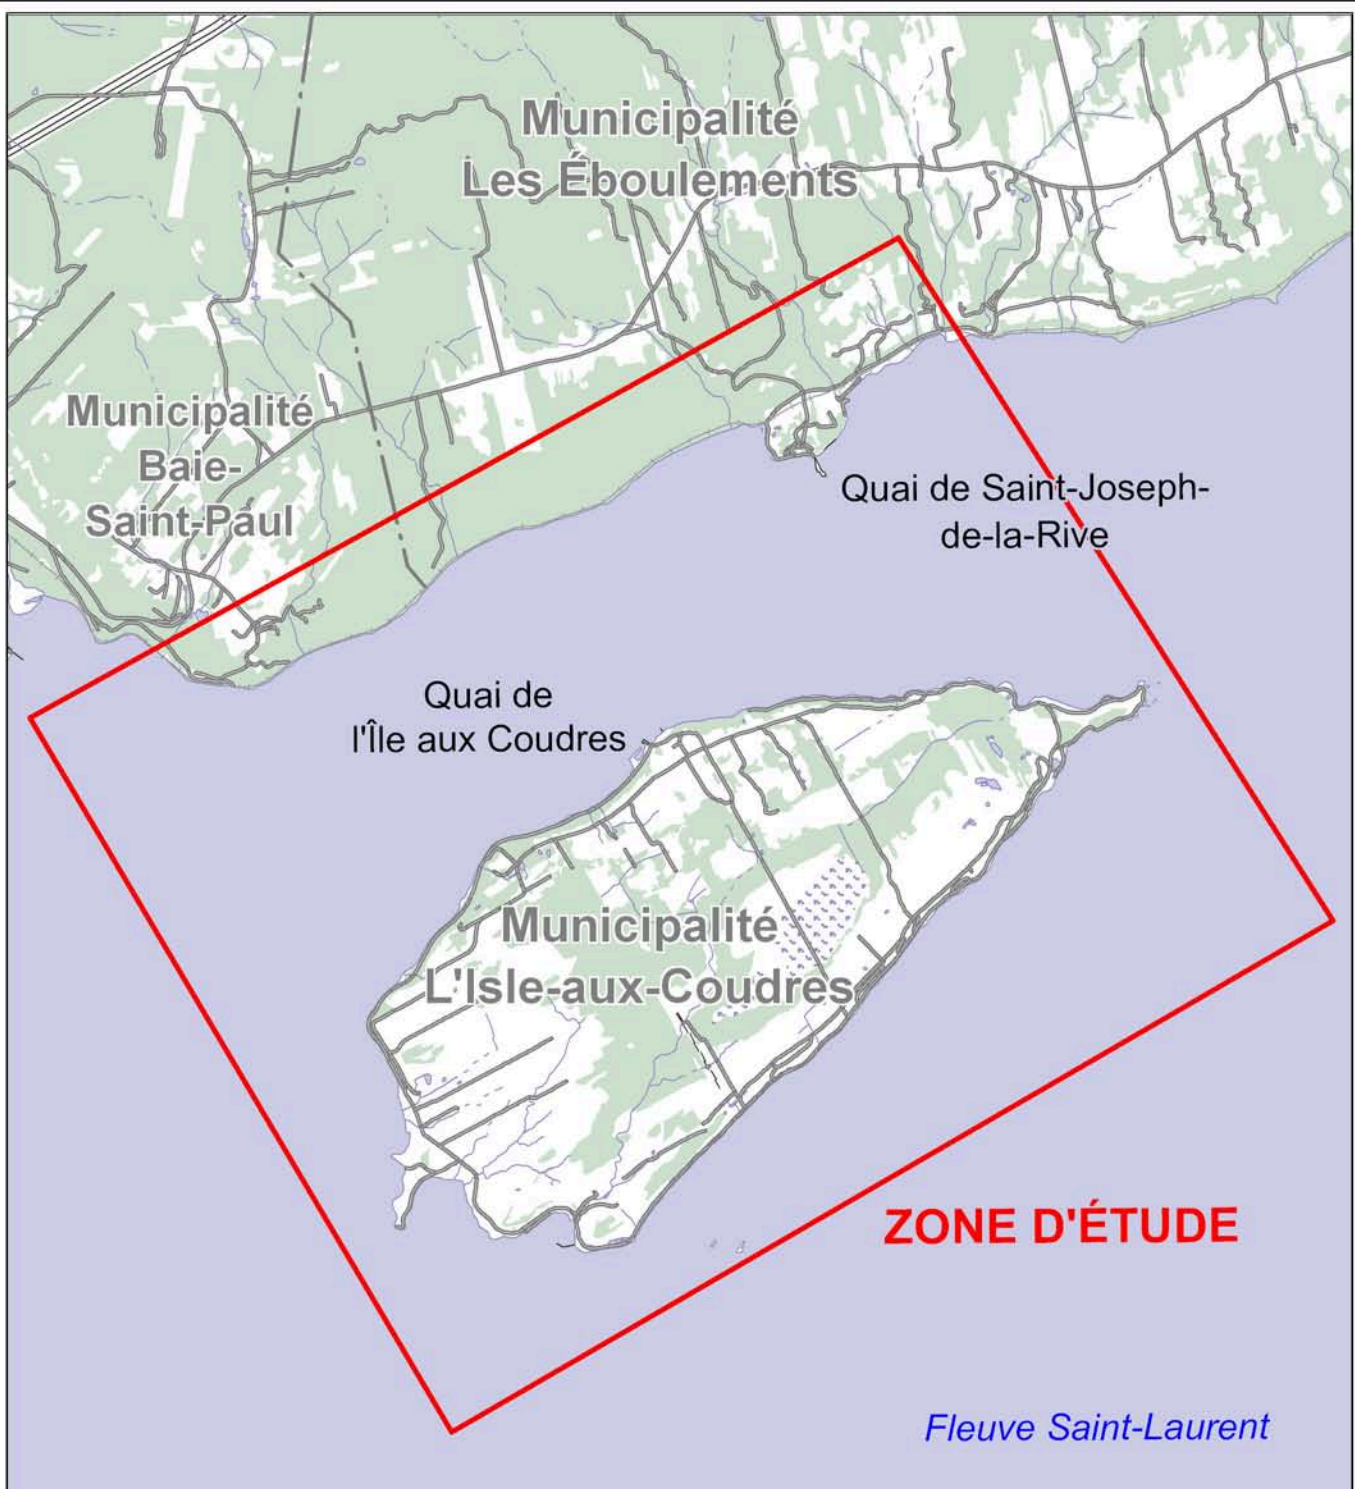 Municipalité
Les Éboulements
Municipalité
Baie-
Saint-Paul
Quai de Saint-Joseph-
de-la-Rive
Quai de
l'Île aux Coudres
Municipalité
L'Isle-aux-Coudres
ZONE D'ÉTUDE
Fleuve Saint-Laurent